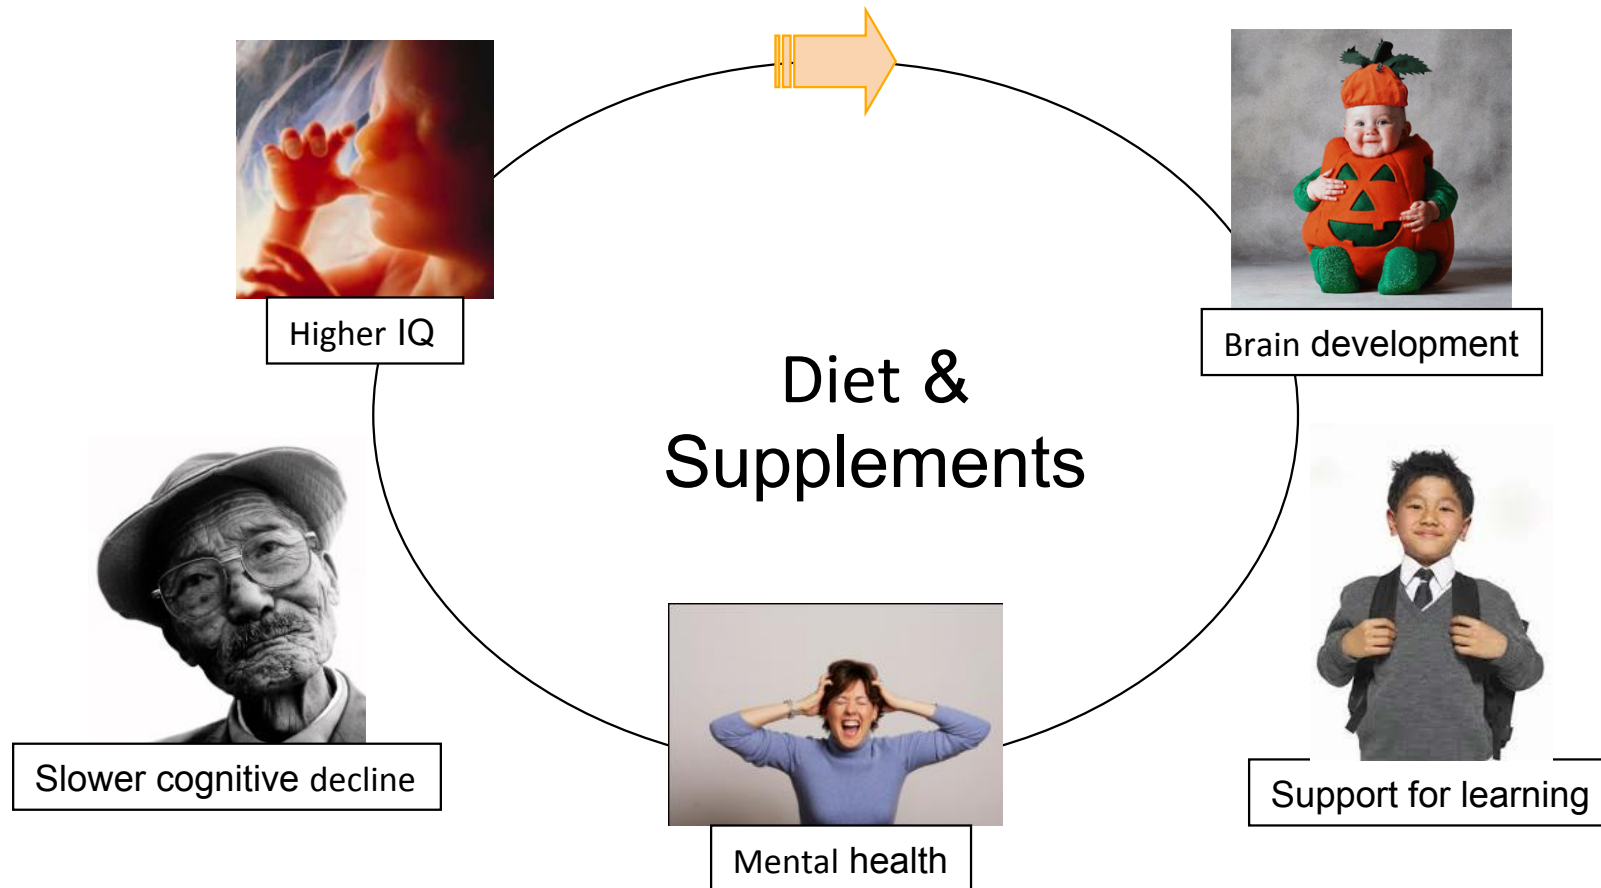 Higher IQ
Brain development
Diet &
Supplements
Slower cognitive decline
Support for learning
Mental health